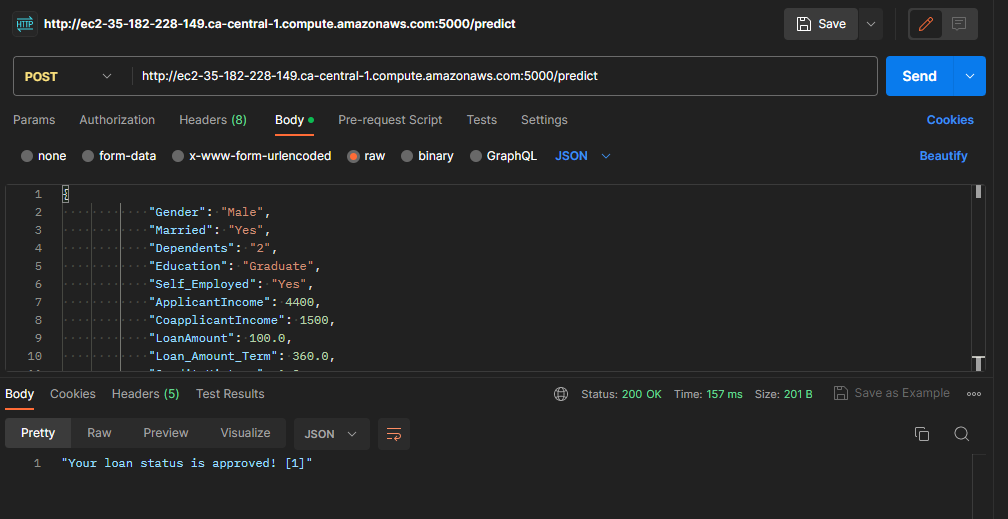 HTTP http://ec2-35-182-228-149.ca-central-1.compute.amazonaws.com:5000/predict Save
POST http://ec2-35-182-228-149.ca-central-1.compute.amazonaws.com:5000/predict Send
Params Authorization Headers (8) Body Pre-request Script Tests Settings Cookies
none form-data x-www-form-urlencoded raw binary GraphQL JSON Beautify
1 {
2 "Gender": "Male",
3 "Married": "Yes",
4 "Dependents": "2",
5 "Education": "Graduate",
6 "Self_Employed": "Yes",
7 "ApplicantIncome": 4400,
8 "CoapplicantIncome": 1500,
9 "LoanAmount": 100.0,
10 "Loan_Amount_Term": 360.0,
Body Cookies Headers (5) Test Results Status: 200 OK Time: 157 ms Size: 201 B Save as Example
Pretty Raw Preview Visualize JSON
1 "Your loan status is approved! [1]"